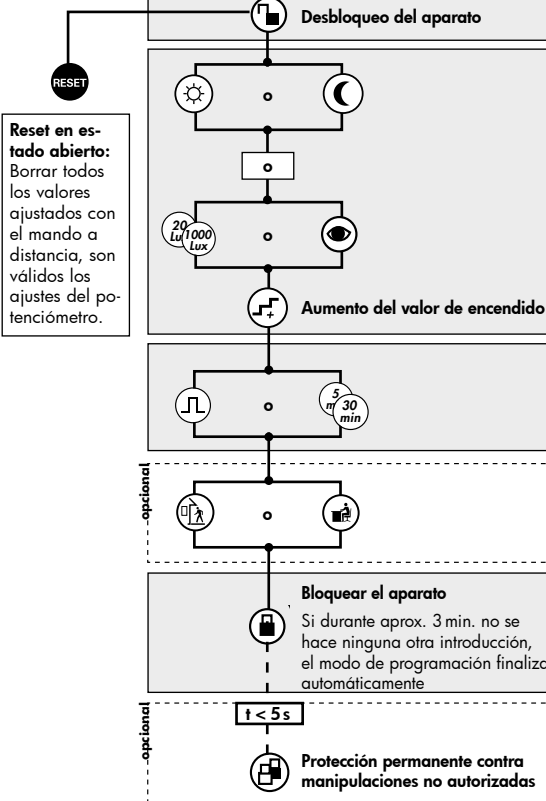 Desbloqueo del aparato
RESET
Reset en es-
tado abierto:
Borrar todos
los valores
ajustados con
el mando a
distancia, son
válidos los
ajustes del po-
tenciómetro.
o
o
20
Lu
1000
Lux
o
Aumento del valor de encendido
o
5
m
30
min
opcional
o
Bloquear el aparato
Si durante aprox. 3 min. no se
hace ninguna otra introducción,
el modo de programación finaliza
automáticamente
opcional
t < 5 s
Protección permanente contra
manipulaciones no autorizadas